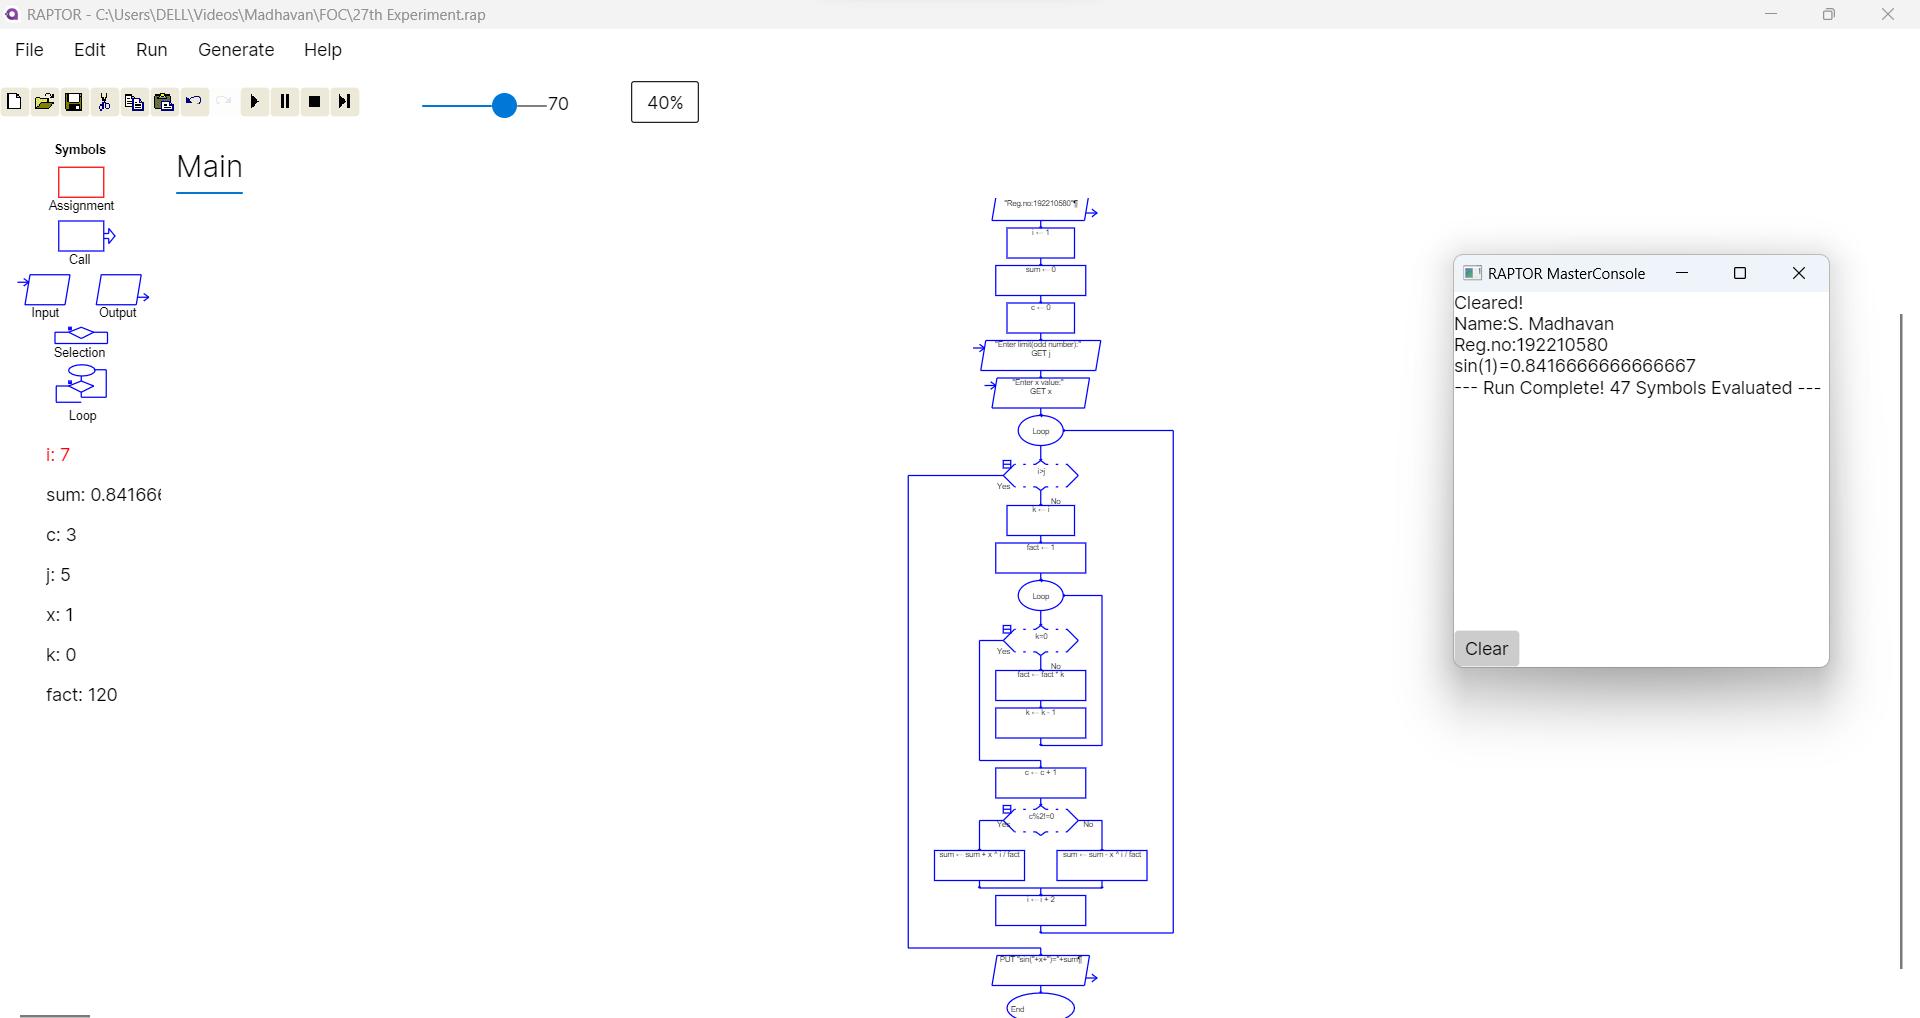 RAPTOR - C:\Users\DELL\Videos\Madhavan\FOC\27th Experiment.rap
File Edit Run Generate Help
70
40%
Symbols
Assignment
Call
Input Output
Selection
Loop
i: 7
sum: 0.84166
c: 3
j: 5
x: 1
k: 0
fact: 120
Main
"Reg.no:192210580"¶
i ← 1
sum ← 0
c ← 0
"Enter limit(odd number):"
GET j
"Enter x value:"
GET x
Loop
i>j
Yes
No
k ← i
fact ← 1
Loop
k=0
Yes
No
fact ← fact * k
k ← k - 1
c ← c + 1
c%2!=0
Yes No
sum ← sum + x ^ i / fact
sum ← sum - x ^ i / fact
i ← i + 2
PUT "sin("+x+")="+sum¶
End
RAPTOR MasterConsole
Cleared!
Name:S. Madhavan
Reg.no:192210580
sin(1)=0.8416666666666667
--- Run Complete! 47 Symbols Evaluated ---
Clear